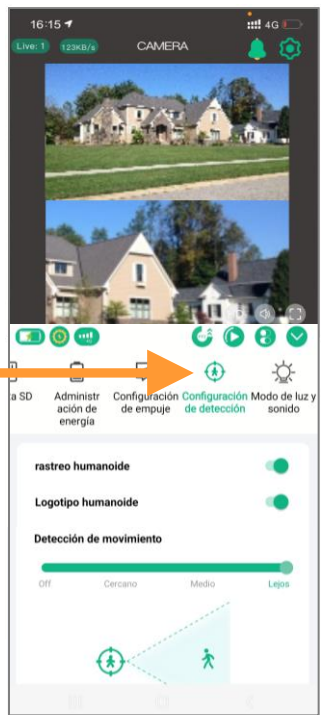 16:15 4G
Live: 1 123KB/s CAMERA
ta SD
Administr
ación de
energía
Configuración
de empuje
Configuración
de detección
Modo de luz y
sonido
rastreo humanoide
Logotipo humanoide
Detección de movimiento
Off Cercano Medio Lejos